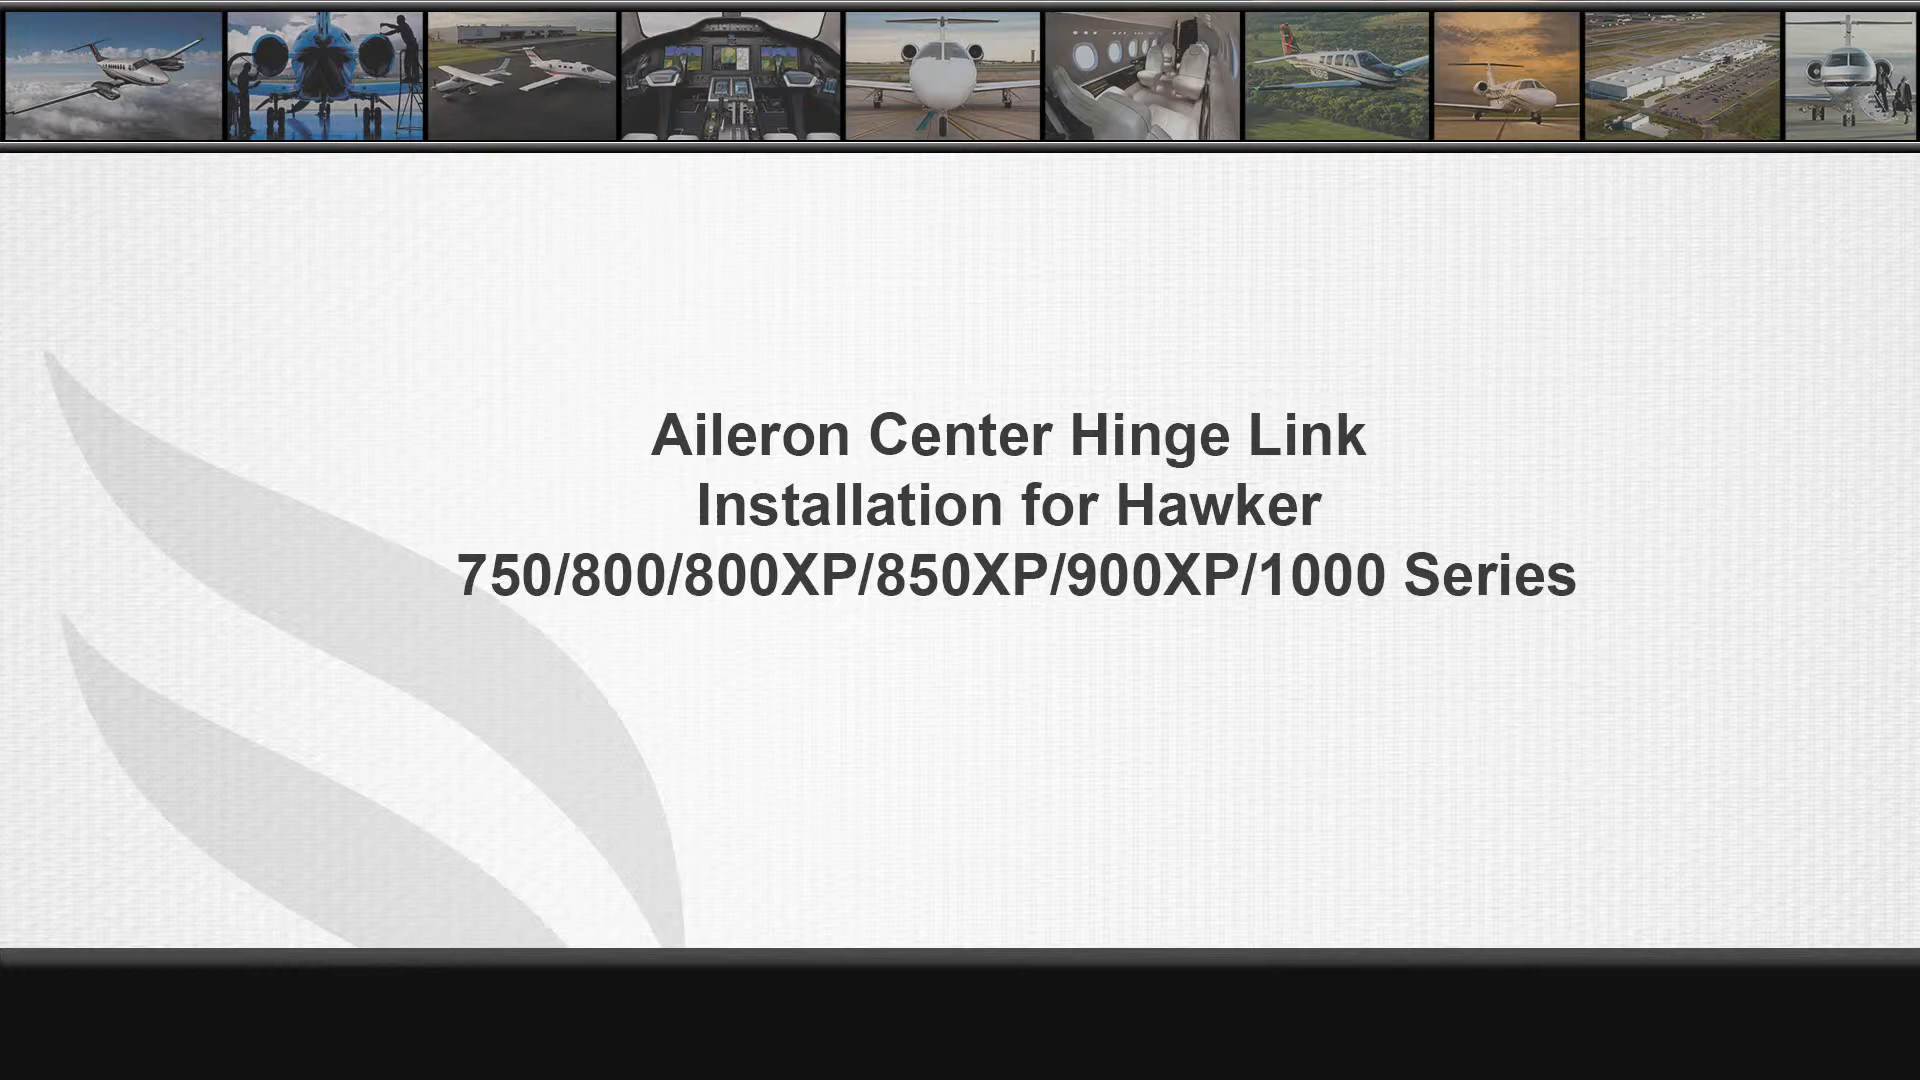 Aileron Center Hinge Link
Installation for Hawker
750/800/800XP/850XP/900XP/1000 Series